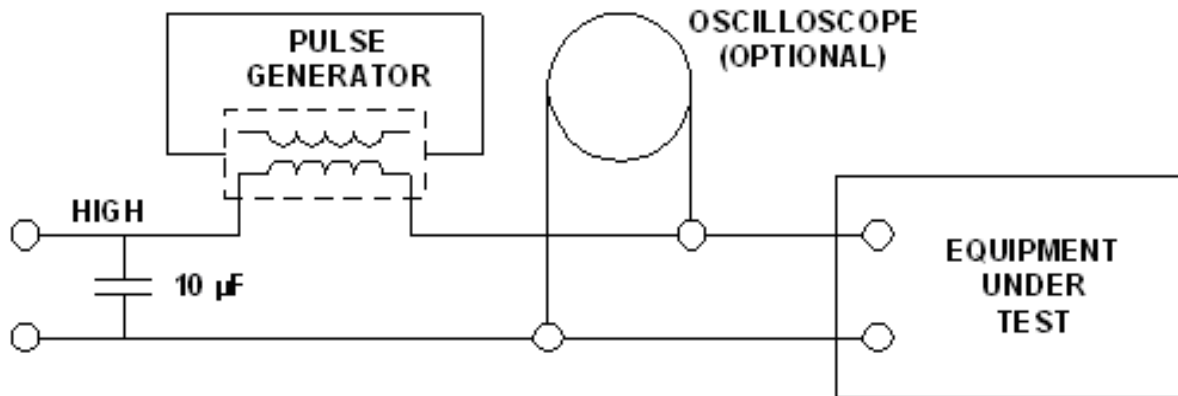 PULSE
GENERATOR
OSCILLOSCOPE
(OPTIONAL)
HIGH
10 µF
EQUIPMENT
UNDER
TEST